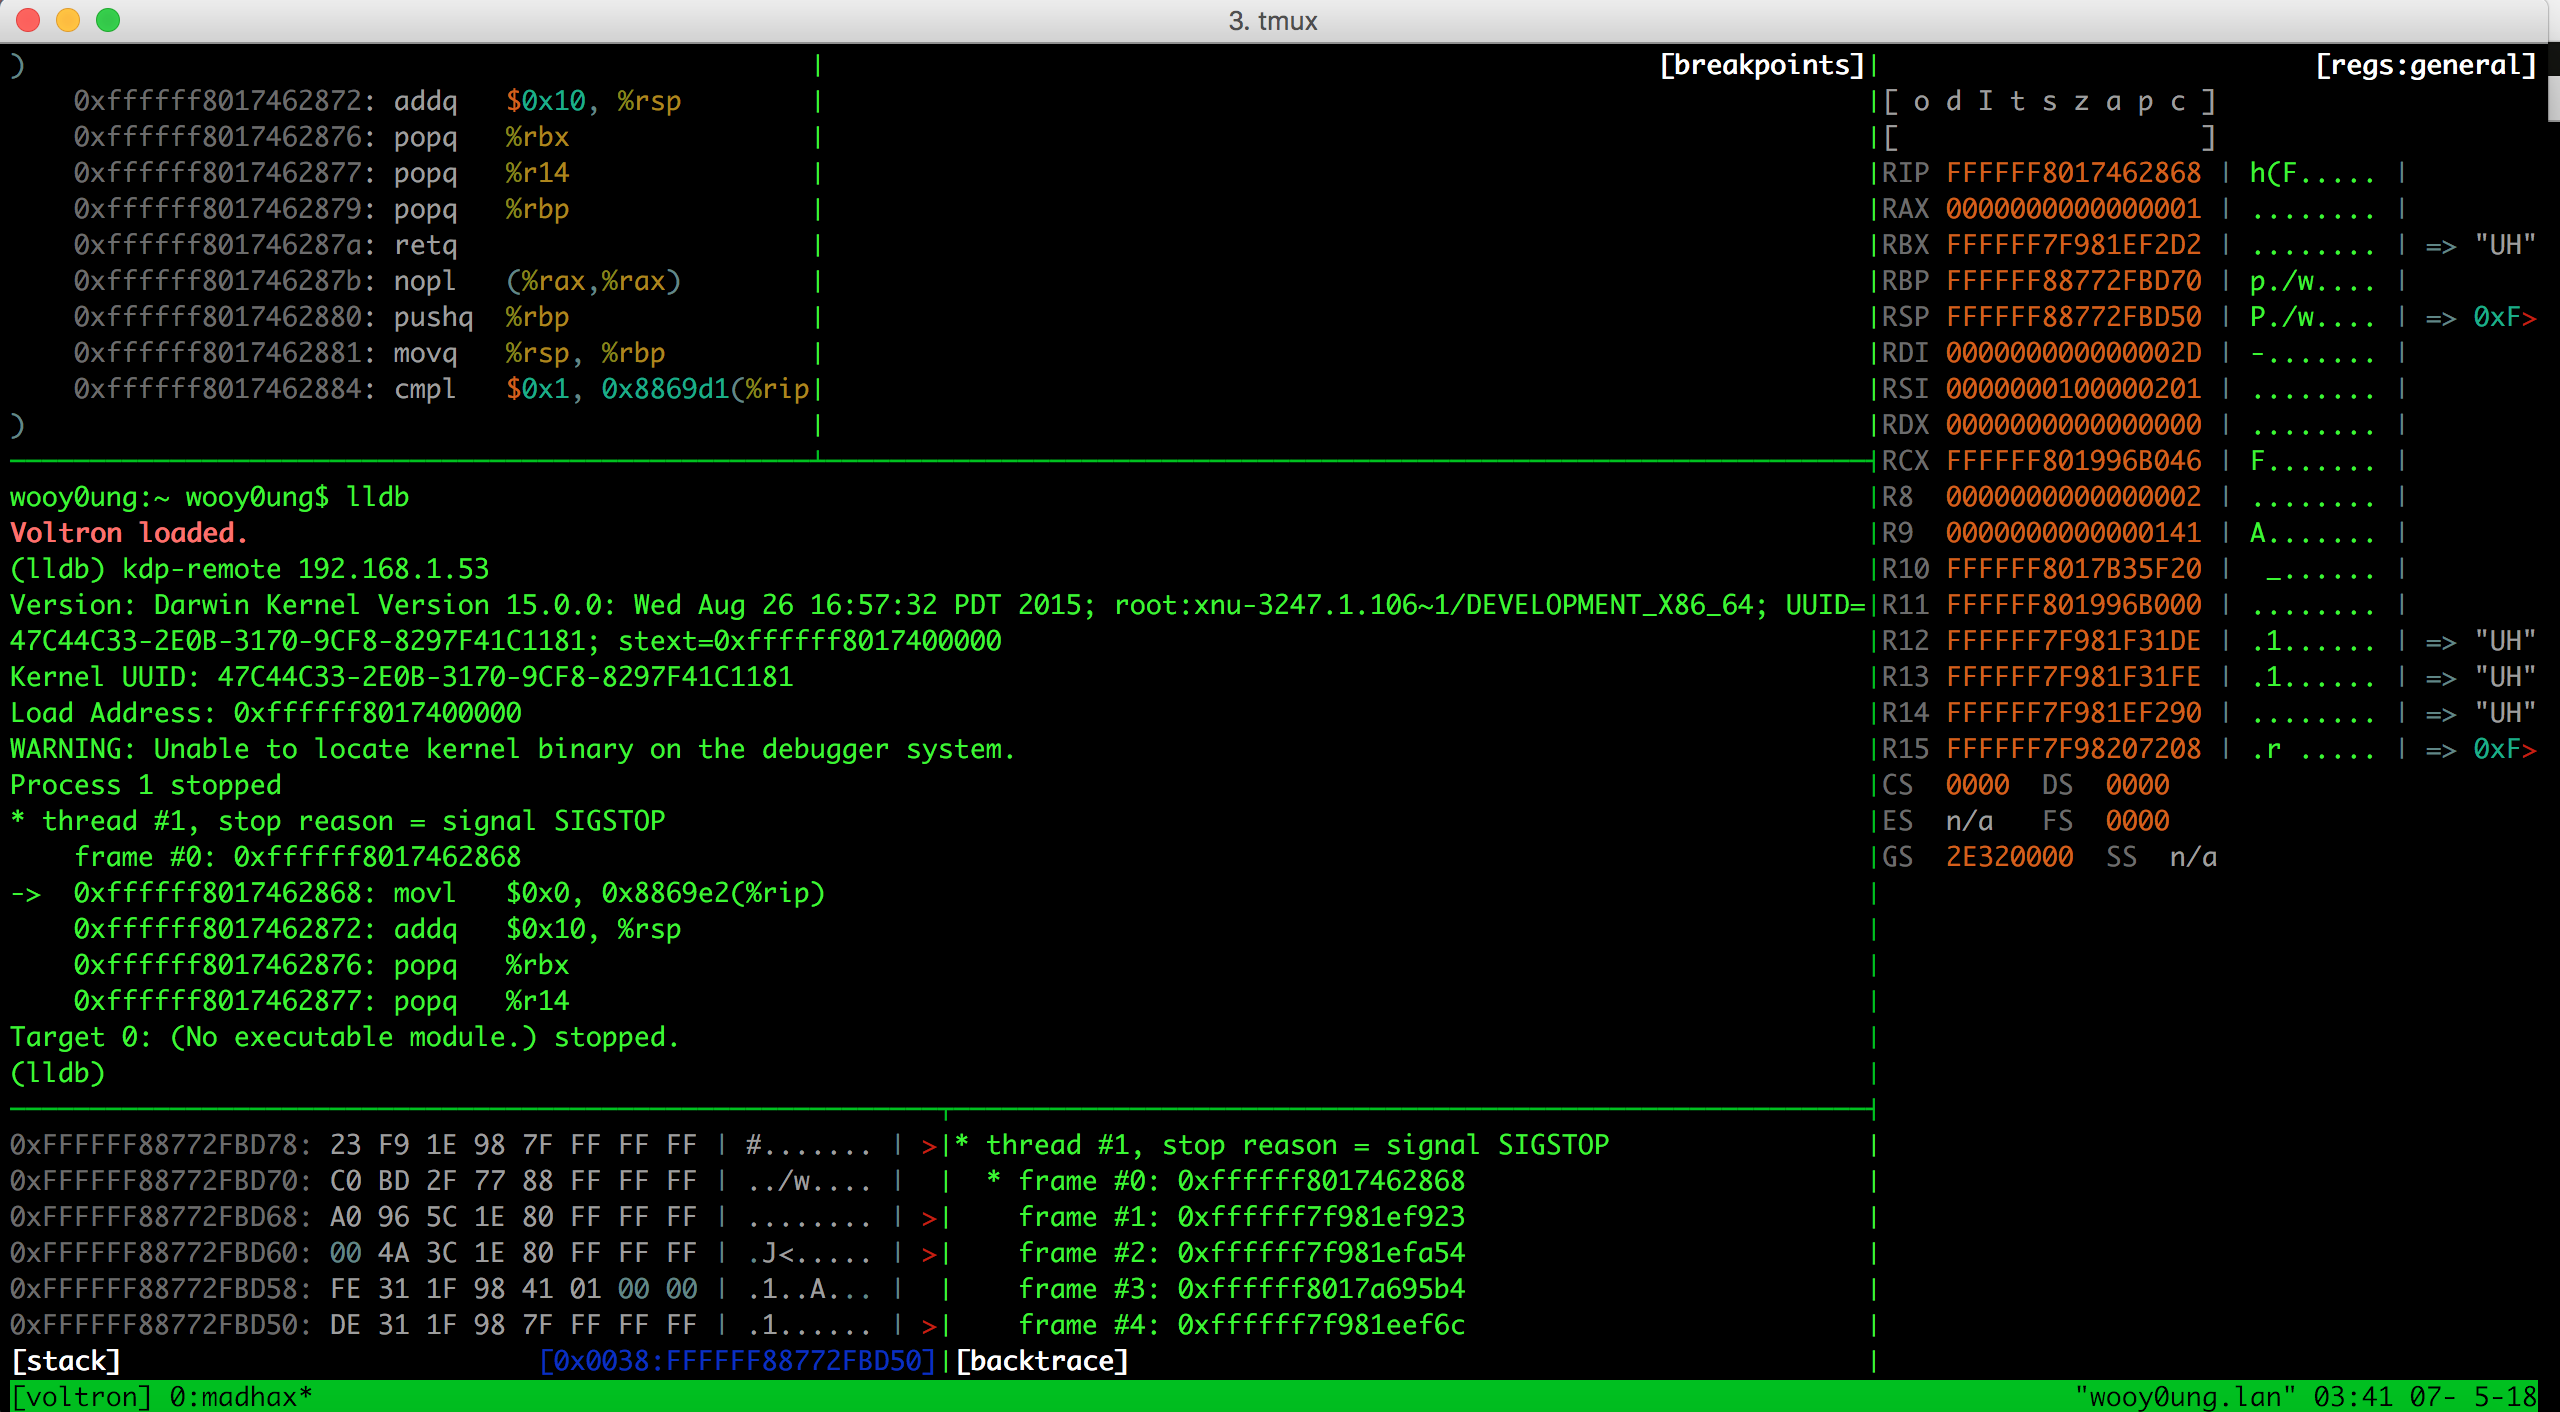 3. tmux
)
0xffffff8017462872: addq $0x10, %rsp
0xffffff8017462876: popq %rbx
0xffffff8017462877: popq %r14
0xffffff8017462879: popq %rbp
0xffffff801746287a: retq
0xffffff801746287b: nopl (%rax,%rax)
0xffffff8017462880: pushq %rbp
0xffffff8017462881: movq %rsp, %rbp
0xffffff8017462884: cmpl $0x1, 0x8869d1(%rip
)
[breakpoints]
wooy0ung:~ wooy0ung$ lldb
Voltron loaded.
(lldb) kdp-remote 192.168.1.53
Version: Darwin Kernel Version 15.0.0: Wed Aug 26 16:57:32 PDT 2015; root:xnu-3247.1.106~1/DEVELOPMENT_X86_64; UUID=
47C44C33-2E0B-3170-9CF8-8297F41C1181; stext=0xffffff8017400000
Kernel UUID: 47C44C33-2E0B-3170-9CF8-8297F41C1181
Load Address: 0xffffff8017400000
WARNING: Unable to locate kernel binary on the debugger system.
Process 1 stopped
* thread #1, stop reason = signal SIGSTOP
frame #0: 0xffffff8017462868
-> 0xffffff8017462868: movl $0x0, 0x8869e2(%rip)
0xffffff8017462872: addq $0x10, %rsp
0xffffff8017462876: popq %rbx
0xffffff8017462877: popq %r14
Target 0: (No executable module.) stopped.
(lldb)
0xFFFFFF88772FBD78: 23 F9 1E 98 7F FF FF FF | #....... | >
0xFFFFFF88772FBD70: C0 BD 2F 77 88 FF FF FF | ../w.... |
0xFFFFFF88772FBD68: A0 96 5C 1E 80 FF FF FF | ........ | >
0xFFFFFF88772FBD60: 00 4A 3C 1E 80 FF FF FF | .J<..... | >
0xFFFFFF88772FBD58: FE 31 1F 98 41 01 00 00 | .1..A... |
0xFFFFFF88772FBD50: DE 31 1F 98 7F FF FF FF | .1...... | >
[stack] [0x0038:FFFFFF88772FBD50]
* thread #1, stop reason = signal SIGSTOP
* frame #0: 0xffffff8017462868
frame #1: 0xffffff7f981ef923
frame #2: 0xffffff7f981efa54
frame #3: 0xffffff8017a695b4
frame #4: 0xffffff7f981eef6c
[backtrace]
[regs:general]
[ o d I t s z a p c ]
[ ]
RIP FFFFFF8017462868 | h(F..... |
RAX 0000000000000001 | ........ |
RBX FFFFFF7F981EF2D2 | ........ | => "UH"
RBP FFFFFF88772FBD70 | p./w.... |
RSP FFFFFF88772FBD50 | P./w.... | => 0xF>
RDI 000000000000002D | -....... |
RSI 0000000100000201 | ........ |
RDX 0000000000000000 | ........ |
RCX FFFFFF801996B046 | F....... |
R8 0000000000000002 | ........ |
R9 0000000000000141 | A....... |
R10 FFFFFF8017B35F20 | _...... |
R11 FFFFFF801996B000 | ........ |
R12 FFFFFF7F981F31DE | .1...... | => "UH"
R13 FFFFFF7F981F31FE | .1...... | => "UH"
R14 FFFFFF7F981EF290 | ........ | => "UH"
R15 FFFFFF7F98207208 | .r ..... | => 0xF>
CS 0000 DS 0000
ES n/a FS 0000
GS 2E320000 SS n/a
[voltron] 0:madhax* "wooy0ung.lan" 03:41 07- 5-18